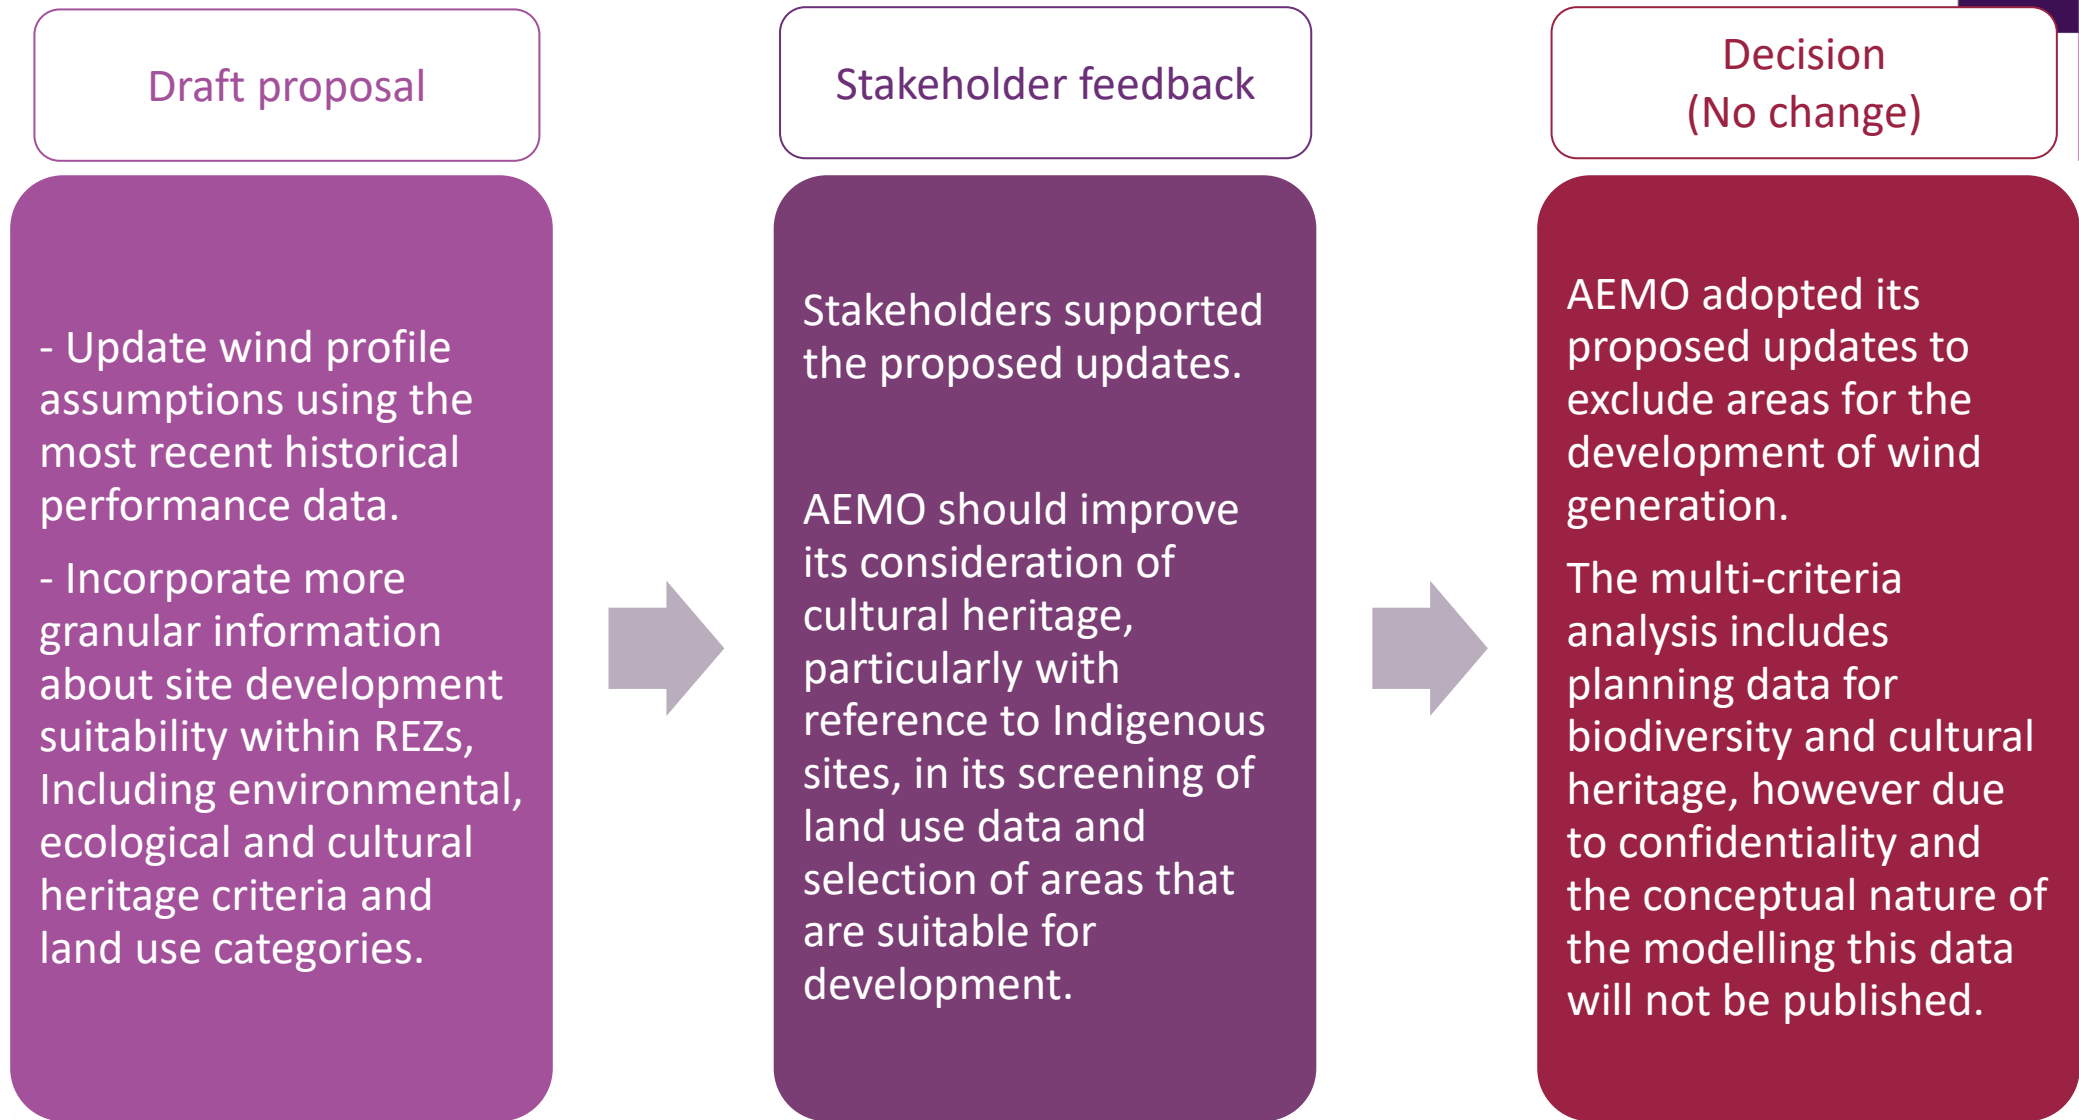 Draft proposal
- Update wind profile
assumptions using the
most recent historical
performance data.
- Incorporate more
granular information
about site development
suitability within REZs,
Including environmental,
ecological and cultural
heritage criteria and
land use categories.
Stakeholder feedback
Stakeholders supported
the proposed updates.
AEMO should improve
its consideration of
cultural heritage,
particularly with
reference to Indigenous
sites, in its screening of
land use data and
selection of areas that
are suitable for
development.
Decision
(No change)
AEMO adopted its
proposed updates to
exclude areas for the
development of wind
generation.
The multi-criteria
analysis includes
planning data for
biodiversity and cultural
heritage, however due
to confidentiality and
the conceptual nature of
the modelling this data
will not be published.